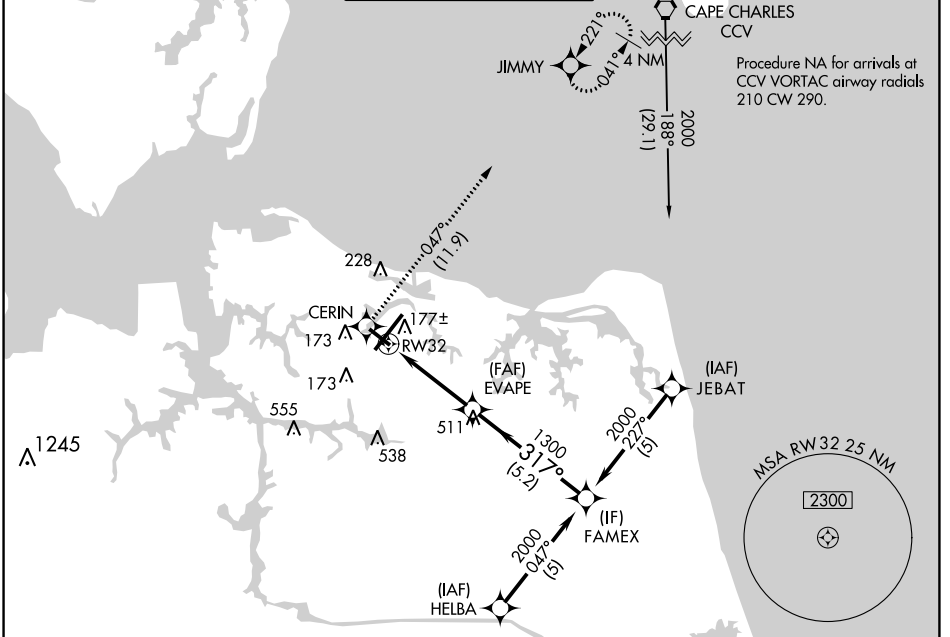 CAPE CHARLES
CCV
221°
041°
4 NM
JIMMY
Procedure NA for arrivals at
CCV VORTAC airway radials
210 CW 290.
2000
188°
(29.1)
047°
(11.9)
228
CERIN
177±
173
RW32
173
(FAF)
EVAPE
(IAF)
JEBAT
555
511
538
1245
2000
227°
(5)
1300
317°
(5.2)
MSA RW 32 25 NM
2300
(IF)
FAMEX
2000
047°
(5)
(IAF)
HELBA